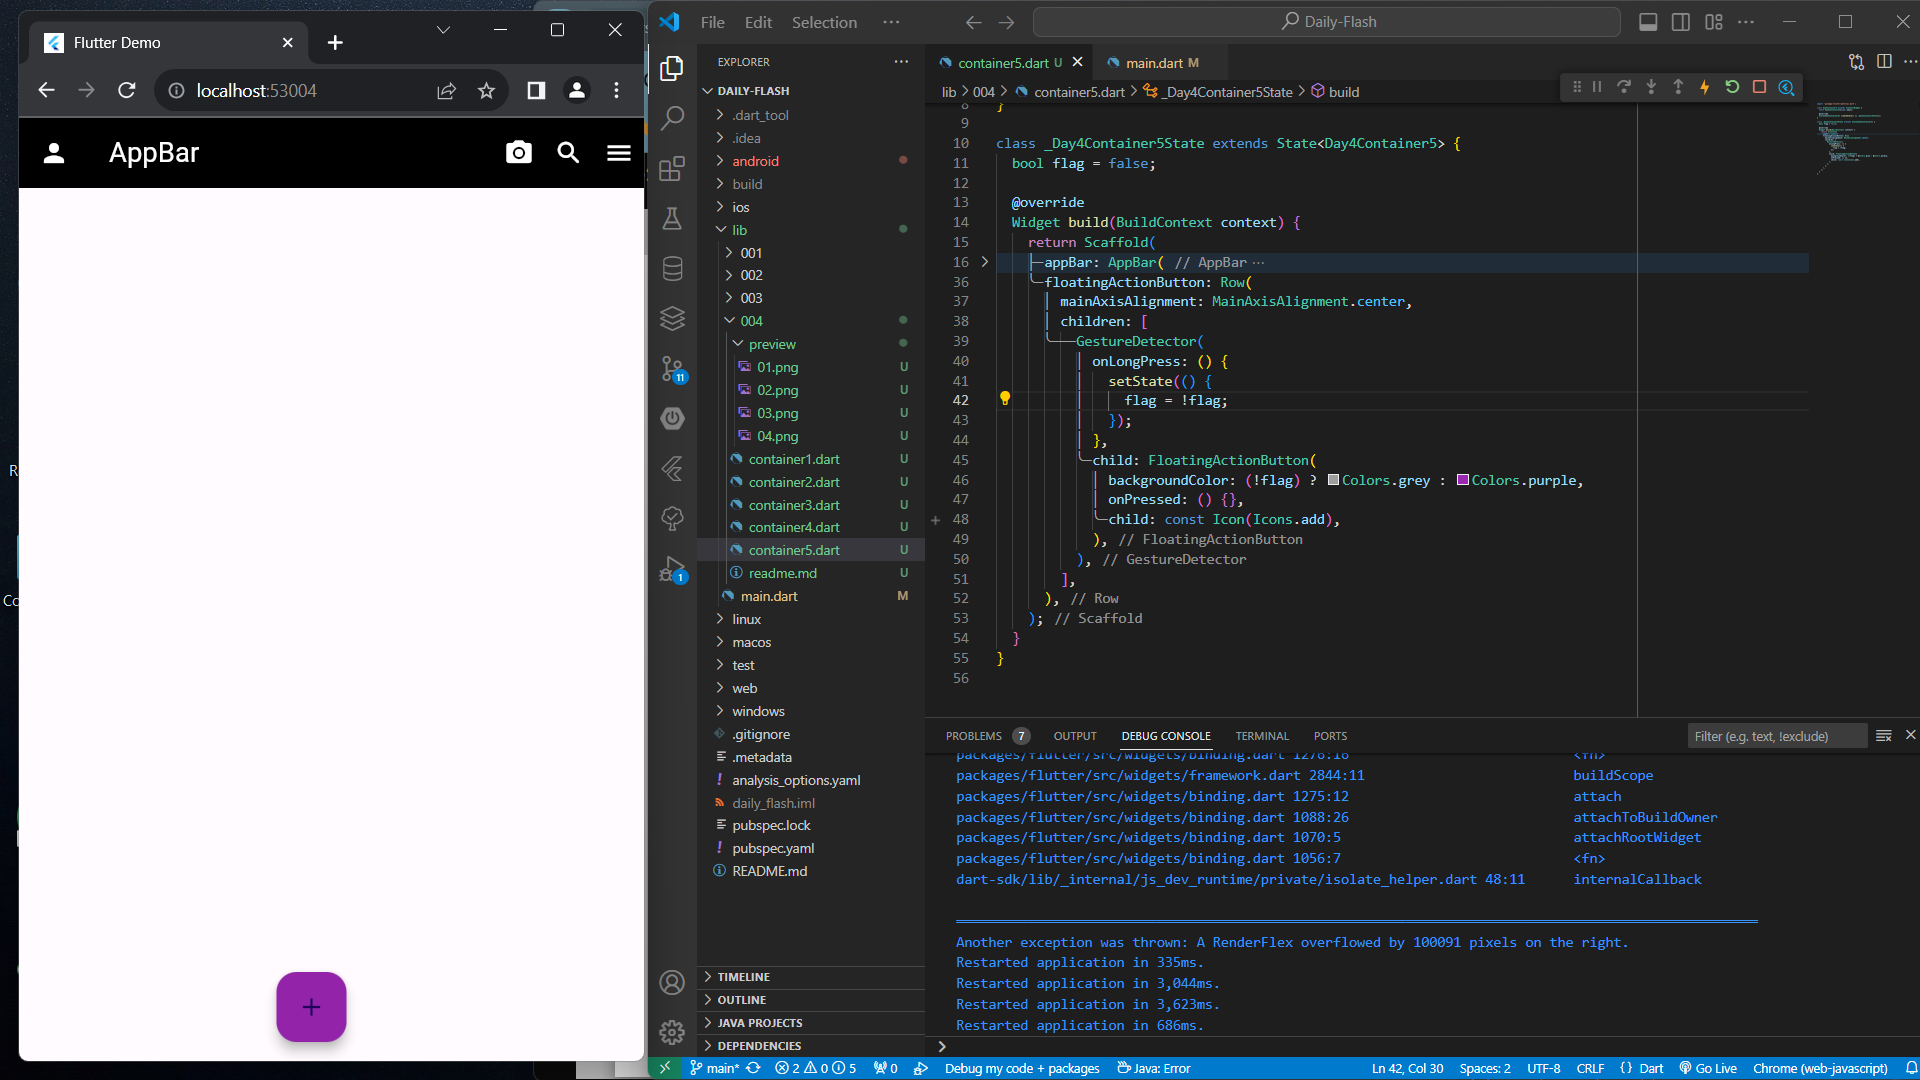 Flutter Demo
localhost:53004
AppBar
File Edit Selection ···
Daily-Flash
EXPLORER
DAILY-FLASH
.dart_tool
.idea
android
build
ios
lib
001
002
003
004
preview
01.png U
02.png U
03.png U
04.png U
container1.dart U
container2.dart U
container3.dart U
container4.dart U
container5.dart U
readme.md U
main.dart M
linux
macos
test
web
windows
.gitignore
.metadata
analysis_options.yaml
daily_flash.iml
pubspec.lock
pubspec.yaml
README.md
TIMELINE
OUTLINE
JAVA PROJECTS
DEPENDENCIES
11
1
container5.dart U
main.dart M
lib > 004 > container5.dart > _Day4Container5State > build
8 }
9
10 class _Day4Container5State extends State<Day4Container5> {
11 bool flag = false;
12
13 @override
14 Widget build(BuildContext context) {
15 return Scaffold(
16 appBar: AppBar( // AppBar ···
36 floatingActionButton: Row(
37 mainAxisAlignment: MainAxisAlignment.center,
38 children: [
39 GestureDetector(
40 onLongPress: () {
41 setState(() {
42 flag = !flag;
43 });
44 },
45 child: FloatingActionButton(
46 backgroundColor: (!flag) ? Colors.grey : Colors.purple,
47 onPressed: () {},
48 child: const Icon(Icons.add),
49 ), // FloatingActionButton
50 ), // GestureDetector
51 ],
52 ), // Row
53 ); // Scaffold
54 }
55 }
56
PROBLEMS 7 OUTPUT DEBUG CONSOLE TERMINAL PORTS
Filter (e.g. text, !exclude)
packages/flutter/src/widgets/binding.dart 1276:16 <fn>
packages/flutter/src/widgets/framework.dart 2844:11 buildScope
packages/flutter/src/widgets/binding.dart 1275:12 attach
packages/flutter/src/widgets/binding.dart 1088:26 attachToBuildOwner
packages/flutter/src/widgets/binding.dart 1070:5 attachRootWidget
packages/flutter/src/widgets/binding.dart 1056:7 <fn>
dart-sdk/lib/_internal/js_dev_runtime/private/isolate_helper.dart 48:11 internalCallback
Another exception was thrown: A RenderFlex overflowed by 100091 pixels on the right.
Restarted application in 335ms.
Restarted application in 3,044ms.
Restarted application in 3,623ms.
Restarted application in 686ms.
main* 2 0 5 0 Debug my code + packages Java: Error Ln 42, Col 30 Spaces: 2 UTF-8 CRLF {} Dart Go Live Chrome (web-javascript)